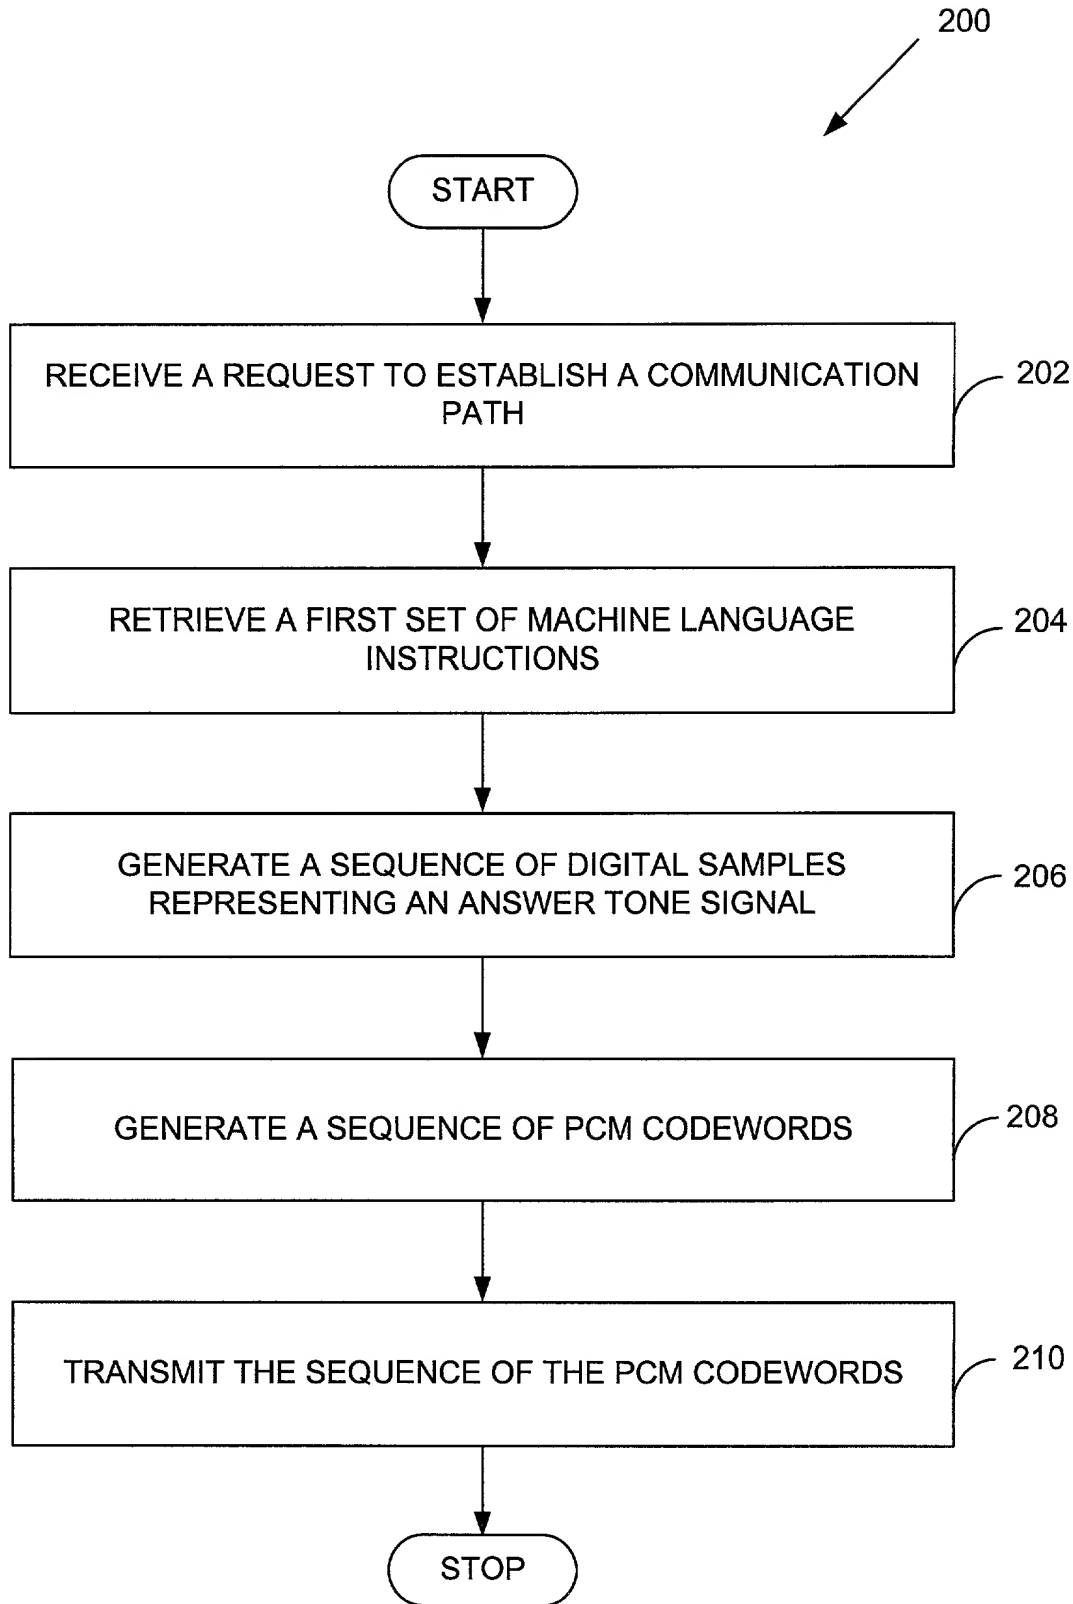 200
START
RECEIVE A REQUEST TO ESTABLISH A COMMUNICATION
PATH
202
RETRIEVE A FIRST SET OF MACHINE LANGUAGE
INSTRUCTIONS
204
GENERATE A SEQUENCE OF DIGITAL SAMPLES
REPRESENTING AN ANSWER TONE SIGNAL
206
GENERATE A SEQUENCE OF PCM CODEWORDS
208
TRANSMIT THE SEQUENCE OF THE PCM CODEWORDS
210
STOP